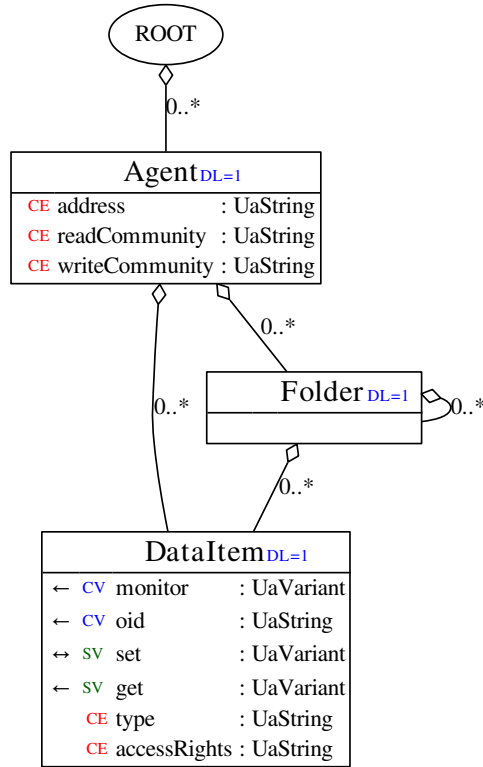 ROOT
0..*
Agent DL=1
CE address : UaString
CE readCommunity : UaString
CE writeCommunity : UaString
0..*
Folder DL=1
0..*
0..*
0..*
DataItem DL=1
← CV monitor : UaVariant
← CV oid : UaString
↔ SV set : UaVariant
← SV get : UaVariant
CE type : UaString
CE accessRights : UaString